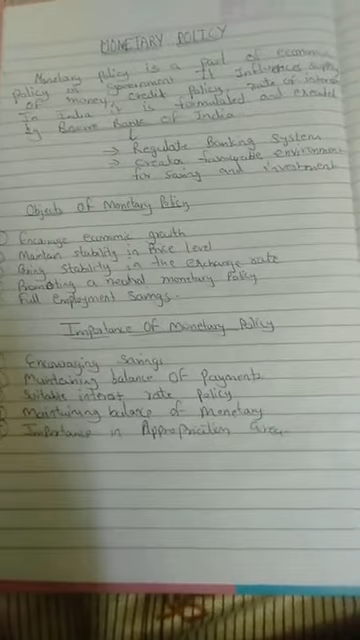 MONETARY POLICY
Monetary policy is a part of economic
policy of government. It influences supply
of money, credit policy, rate of interest
In India it is formulated and executed
by Reserve Bank of India.
→ Regulate Banking System
→ Creates favourable environment
for saving and investment
Objects of Monetary Policy
Encourage economic growth
Maintain stability in Price Level
Bring stability in the exchange rate
Promoting a neutral monetary Policy
Full Employment Savings.
Importance Of Monetary Policy
Encouraging Savings
Maintaining balance OF Payments
Suitable interest rate policy
Maintaining balance of Monetary
Importance in Area